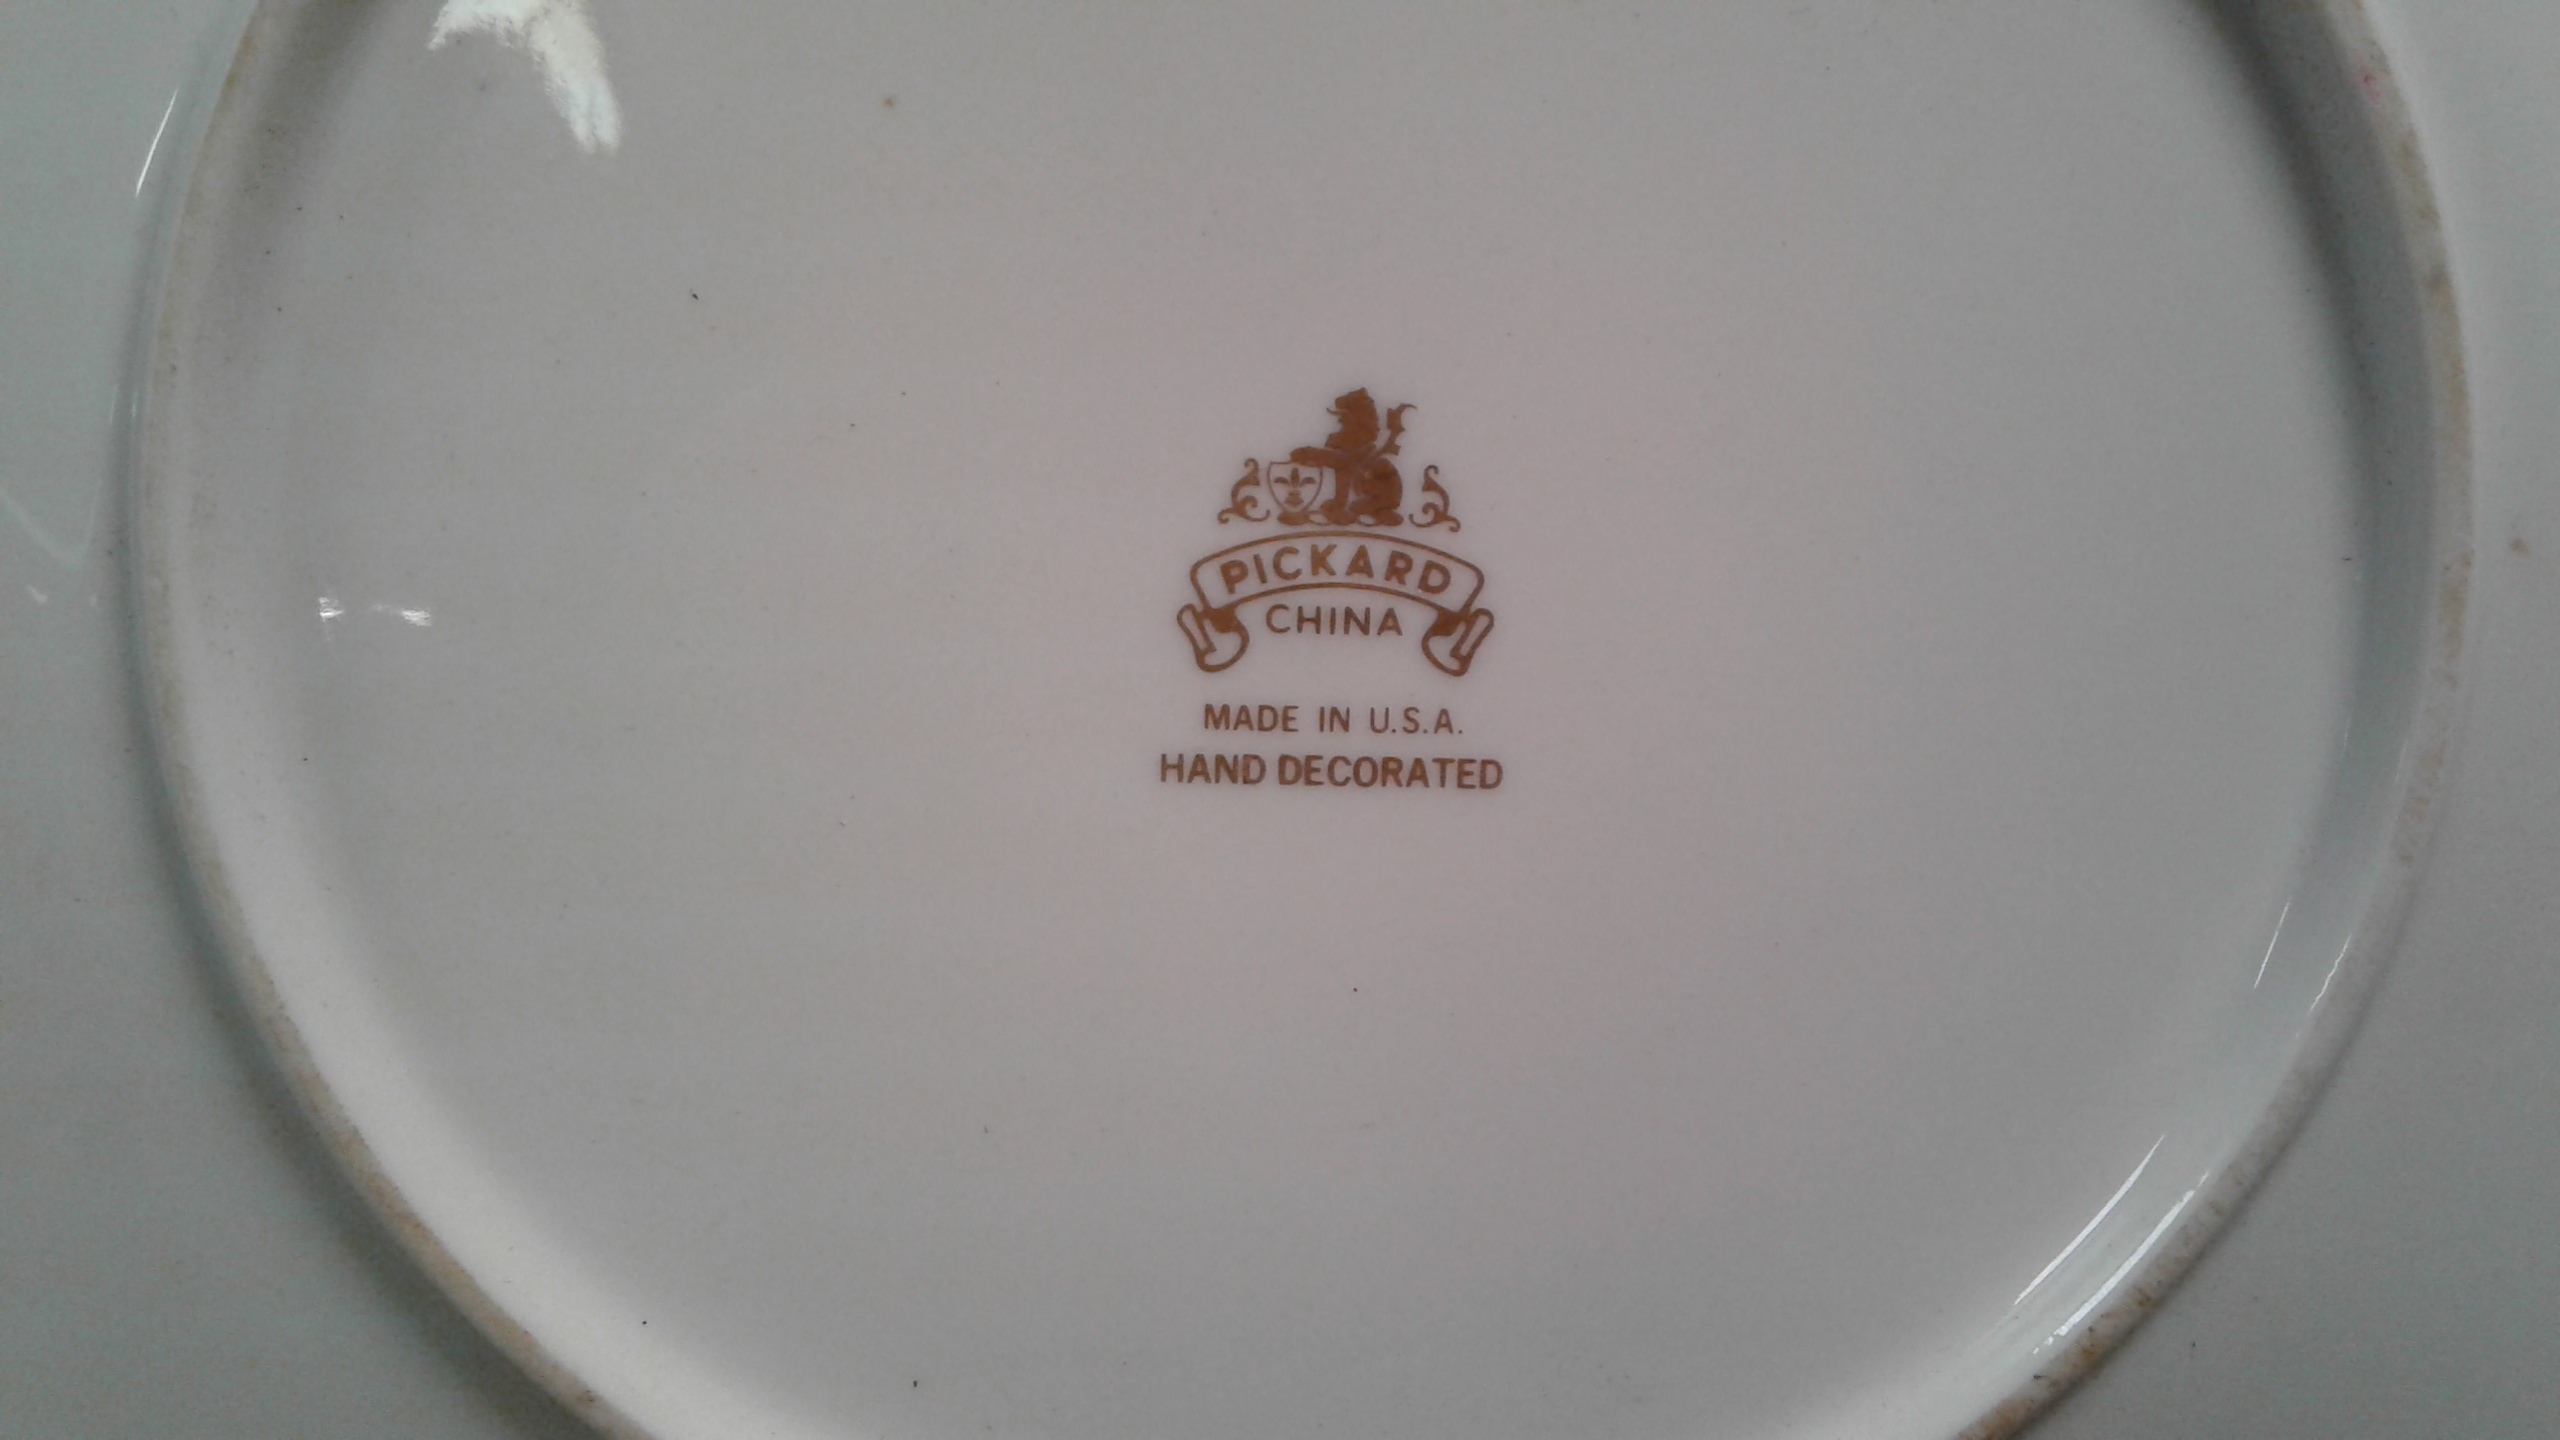 PICKARD
CHINA
MADE IN U.S.A.
HAND DECORATED